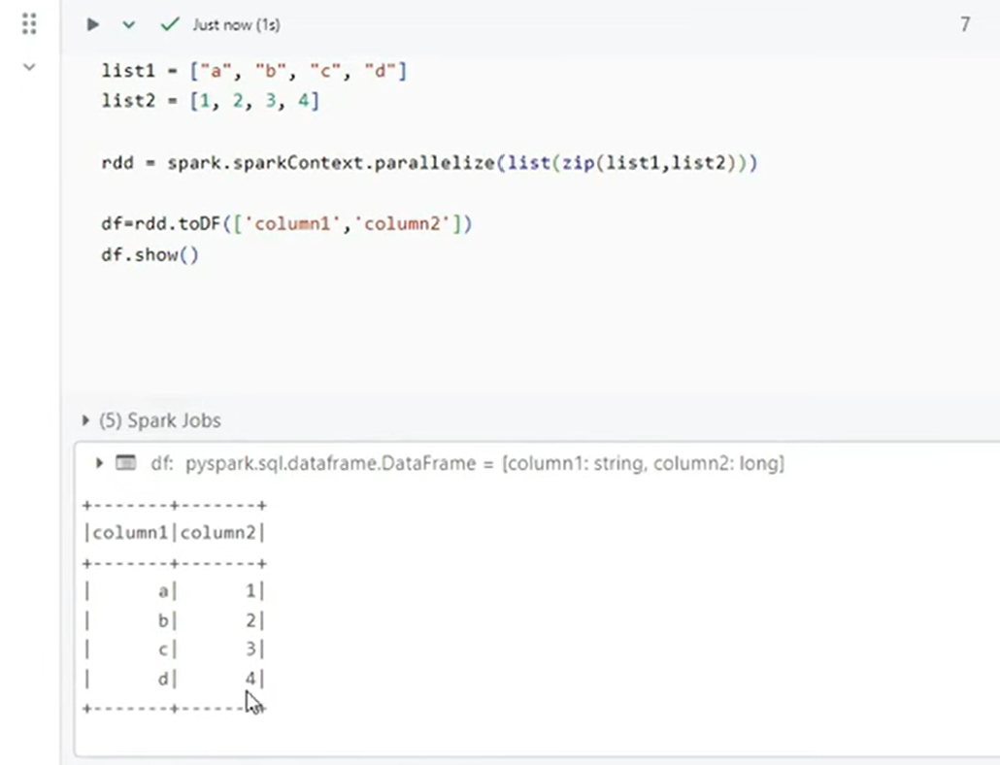 Just now (1s)
7
list1 = ["a", "b", "c", "d"]
list2 = [1, 2, 3, 4]
rdd = spark.sparkContext.parallelize(list(zip(list1,list2)))
df=rdd.toDF(['column1','column2'])
df.show()
(5) Spark Jobs
df: pyspark.sql.dataframe.DataFrame = [column1: string, column2: long]
+-------+-------+
|column1|column2|
+-------+-------+
|      a|      1|
|      b|      2|
|      c|      3|
|      d|      4|
+-------+-------+